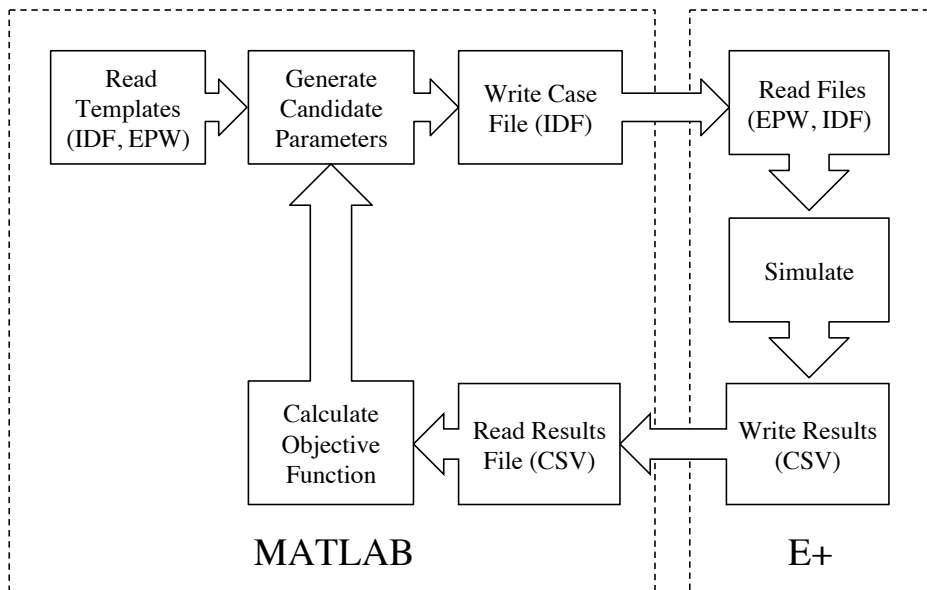 Read
Templates
(IDF, EPW)
Generate
Candidate
Parameters
Write Case
File (IDF)
Read Files
(EPW, IDF)
Simulate
Write Results
(CSV)
Read Results
File (CSV)
Calculate
Objective
Function
MATLAB
E+